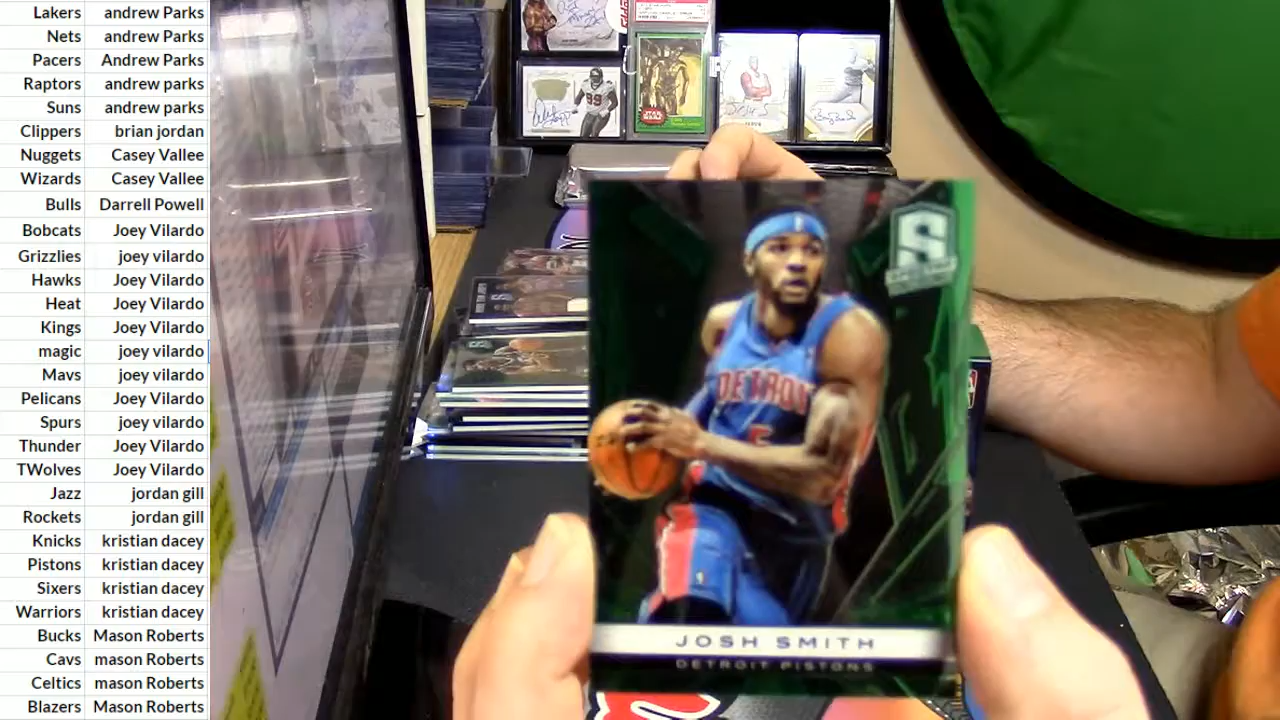 Lakers andrew Parks
Nets andrew Parks
Pacers Andrew Parks
Raptors andrew Parks
Suns andrew parks
Clippers brian jordan
Nuggets Casey Vallee
Wizards Casey Vallee
Bulls Darrell Powell
Bobcats Joey Vilardo
Grizzlies joey vilardo
Hawks Joey Vilardo
Heat Joey Vilardo
Kings Joey Vilardo
magic joey vilardo
Mavs joey vilardo
Pelicans Joey Vilardo
Spurs joey vilardo
Thunder Joey Vilardo
TWolves Joey Vilardo
Jazz jordan gill
Rockets jordan gill
Knicks kristian dacey
Pistons kristian dacey
Sixers kristian dacey
Warriors kristian dacey
Bucks Mason Roberts
Cavs mason Roberts
Celtics mason Roberts
Blazers Mason Roberts
STAR
WARS
99
S
DETROIT
5
JOSH SMITH
DETROIT PISTONS